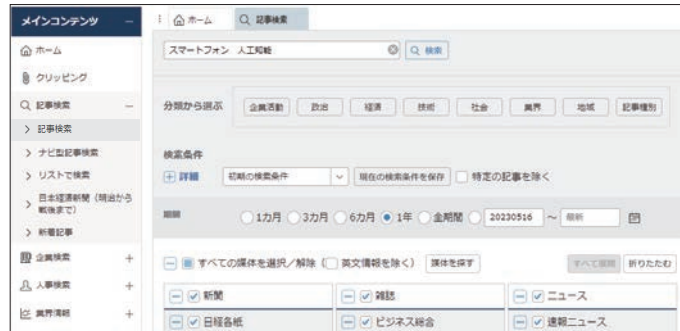 メインコンテンツ
ホーム
クリッピング
記事検索
記事検索
ナビ型記事検索
リストで検索
日本経済新聞（明治から
戦後まで）
新着記事
企業検索
人事検索
業界情報
ホーム
記事検索
スマートフォン 人工知能
検索
分類から選ぶ 企業活動 政治 経済 技術 社会 業界 地域 記事種別
検索条件
詳細 初期の検索条件 現在の検索条件を保存 特定の記事を除く
期間 1カ月 3カ月 6カ月 1年 全期間 20230516 ～ 最新
すべての媒体を選択／解除（ 英文情報を除く） 媒体を探す すべて展開 折りたたむ
新聞 雑誌 ニュース
日経各紙 ビジネス総合 速報ニュース